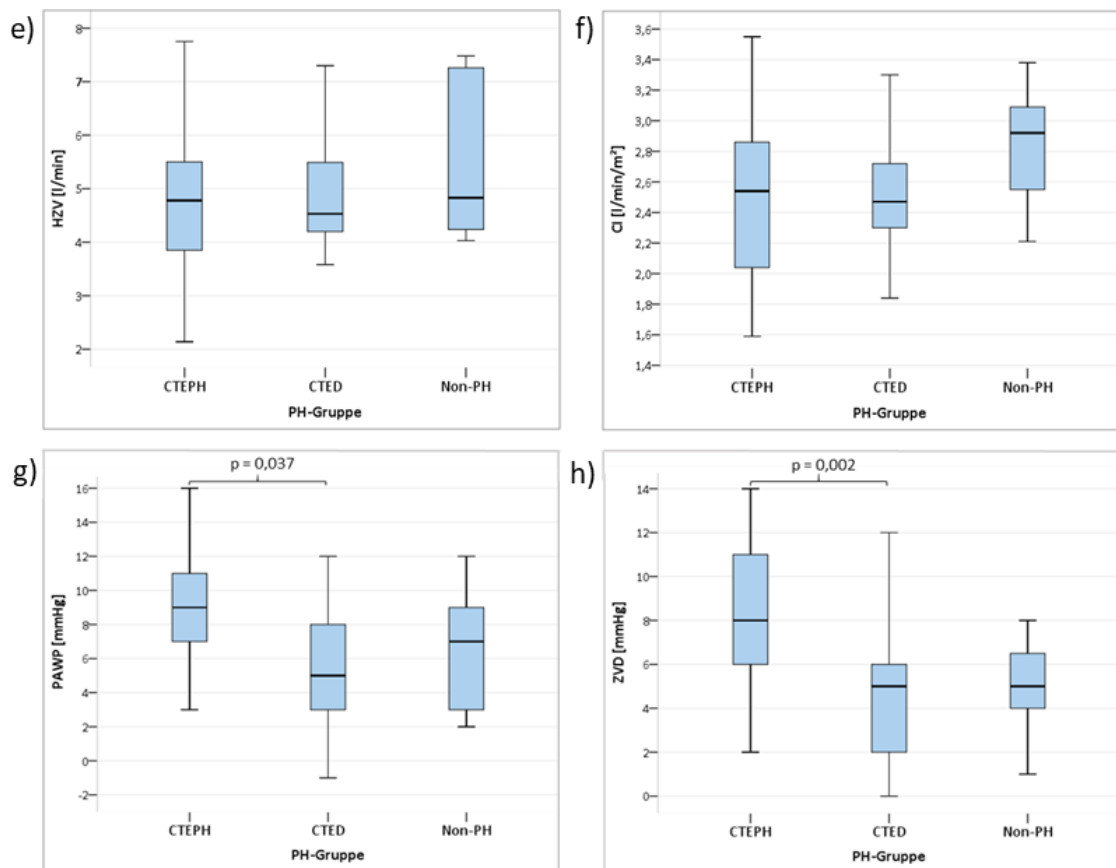 e)
HZV [l/min]
8
7
6
5
4
3
2
CTEPH CTED Non-PH
PH-Gruppe
f)
CI [l/min/m²]
3,6
3,4
3,2
3,0
2,8
2,6
2,4
2,2
2,0
1,8
1,6
1,4
CTEPH CTED Non-PH
PH-Gruppe
g)
p = 0,037
PAWP [mmHg]
16
14
12
10
8
6
4
2
0
-2
CTEPH CTED Non-PH
PH-Gruppe
h)
p = 0,002
ZVD [mmHg]
14
12
10
8
6
4
2
0
CTEPH CTED Non-PH
PH-Gruppe